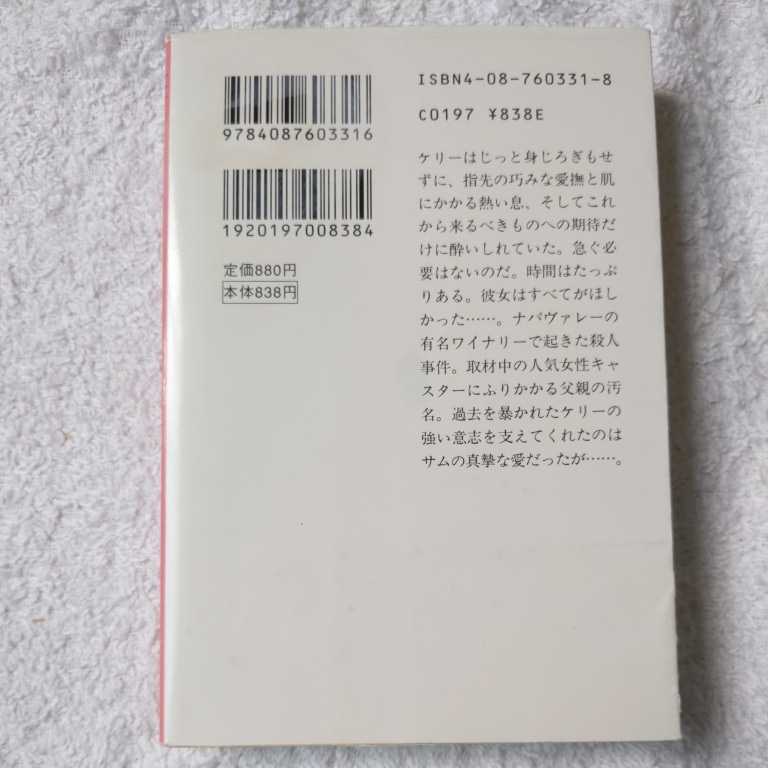 9784087603316
1920197008384
定価880円
本体838円
ISBN4-08-760331-8
C0197 ¥838E
ケリーはじっと身じろぎもせ
ずに、指先の巧みな愛撫と肌
にかかる熱い息、そしてこれ
から来るべきものへの期待だ
けに酔いしれていた。急ぐ必
要はないのだ。時間はたっぷ
りある。彼女はすべてがほし
かった……。ナパヴァレーの
有名ワイナリーで起きた殺人
事件。取材中の人気女性キャ
スターにふりかかる父親の汚
名。過去を暴かれたケリーの
強い意志を支えてくれたのは
サムの真摯な愛だったが……。